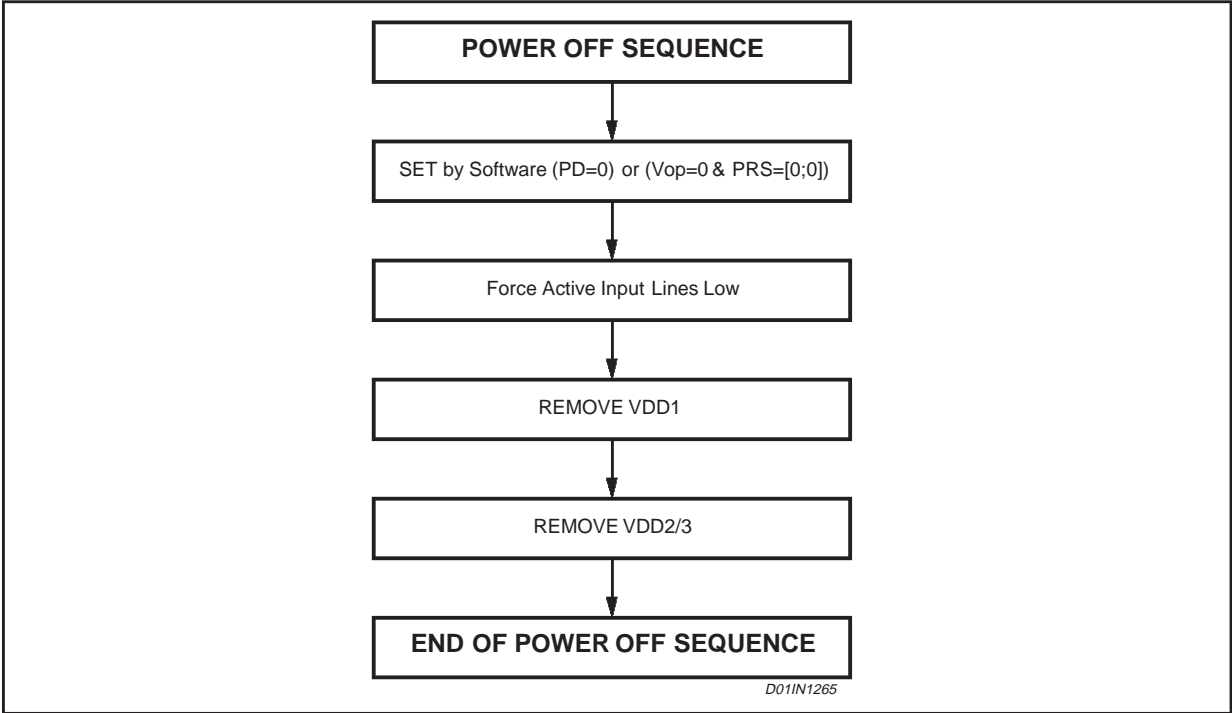 POWER OFF SEQUENCE
SET by Software (PD=0) or (Vop=0 & PRS=[0;0])
Force Active Input Lines Low
REMOVE VDD1
REMOVE VDD2/3
END OF POWER OFF SEQUENCE
D01IN1265